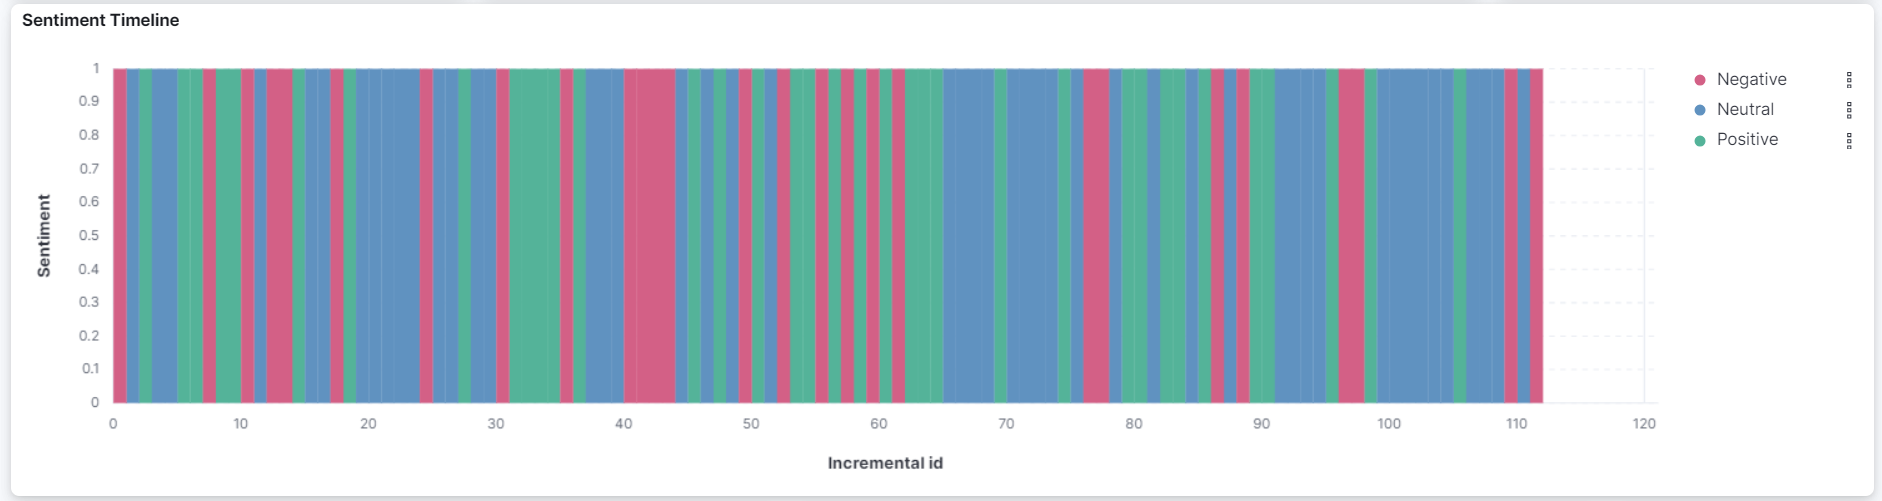 Sentiment Timeline
1
0.9
0.8
0.7
0.6
0.5
0.4
0.3
0.2
0.1
0
Sentiment
0 10 20 30 40 50 60 70 80 90 100 110 120
Incremental id
Negative
Neutral
Positive